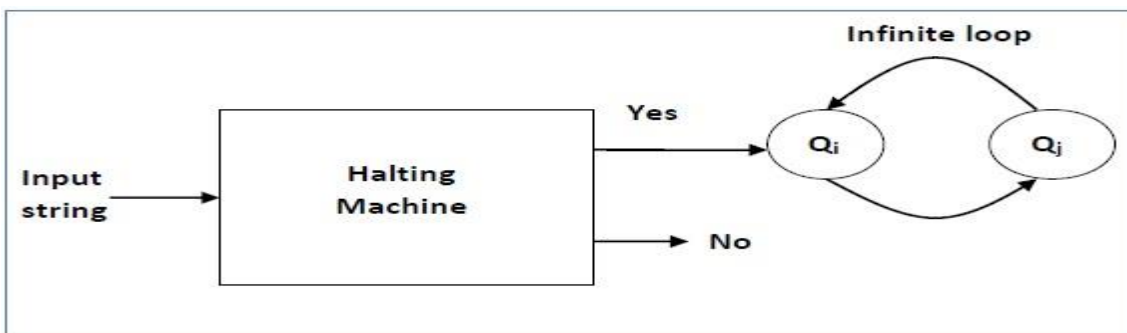 Infinite loop
Yes
Qi
Qj
Input
string
Halting
Machine
No